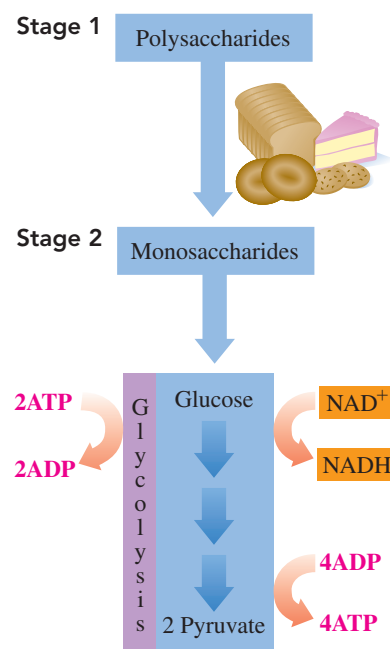 Stage 1
Polysaccharides
Stage 2
Monosaccharides
Glycolysis
Glucose
2ATP
2ADP
NAD⁺
NADH
4ADP
4ATP
2 Pyruvate